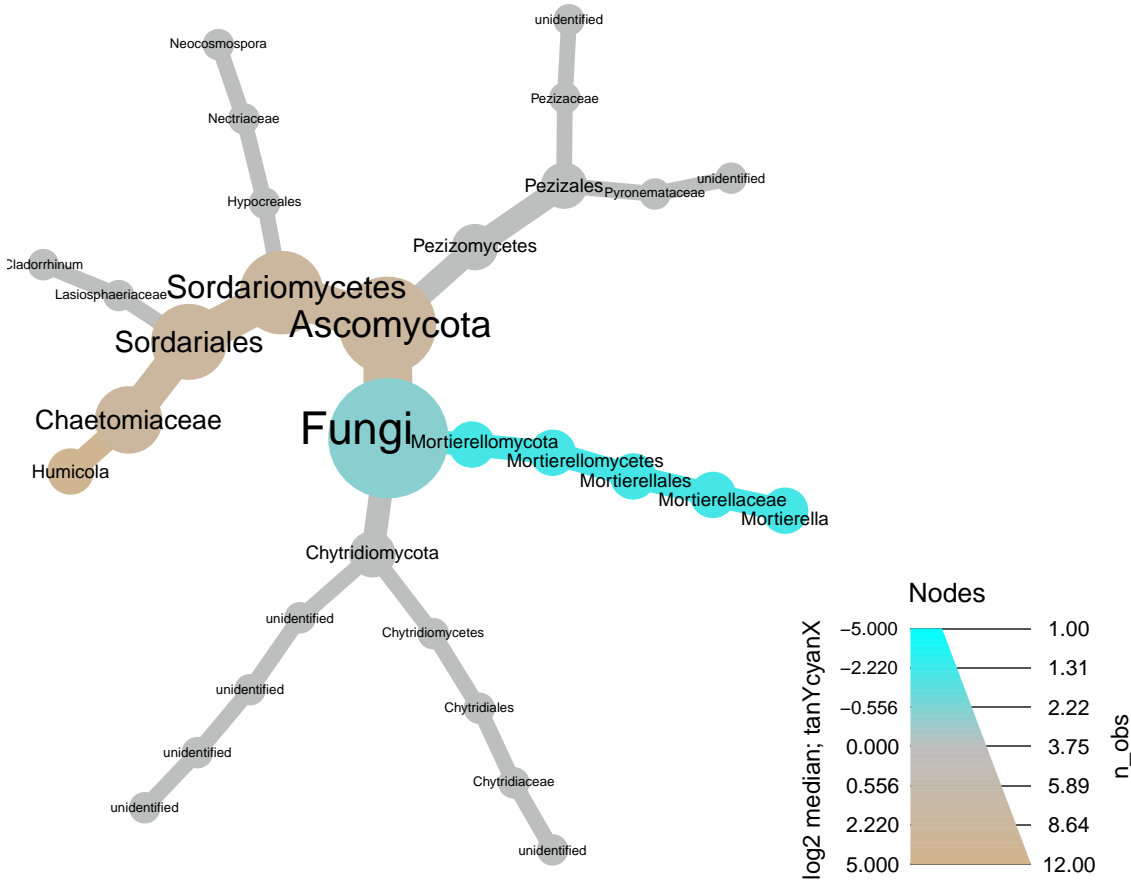 unidentified
Neocosmospora
Pezizaceae
Nectriaceae
unidentified
Pezizales
Pyronemataceae
Hypocreales
Pezizomycetes
Cladorrhinum
Sordariomycetes
Lasiosphaeriaceae
Ascomycota
Sordariales
Chaetomiaceae
Fungi
Mortierellomycota
Mortierellomycetes
Humicola
Mortierellales
Mortierellaceae
Mortierella
Chytridiomycota
unidentified
Chytridiomycetes
unidentified
Chytridiales
unidentified
Chytridiaceae
unidentified
unidentified
Nodes
log2 median; tanYcyanX
n_obs
−5.000 1.00
−2.220 1.31
−0.556 2.22
0.000 3.75
0.556 5.89
2.220 8.64
5.000 12.00